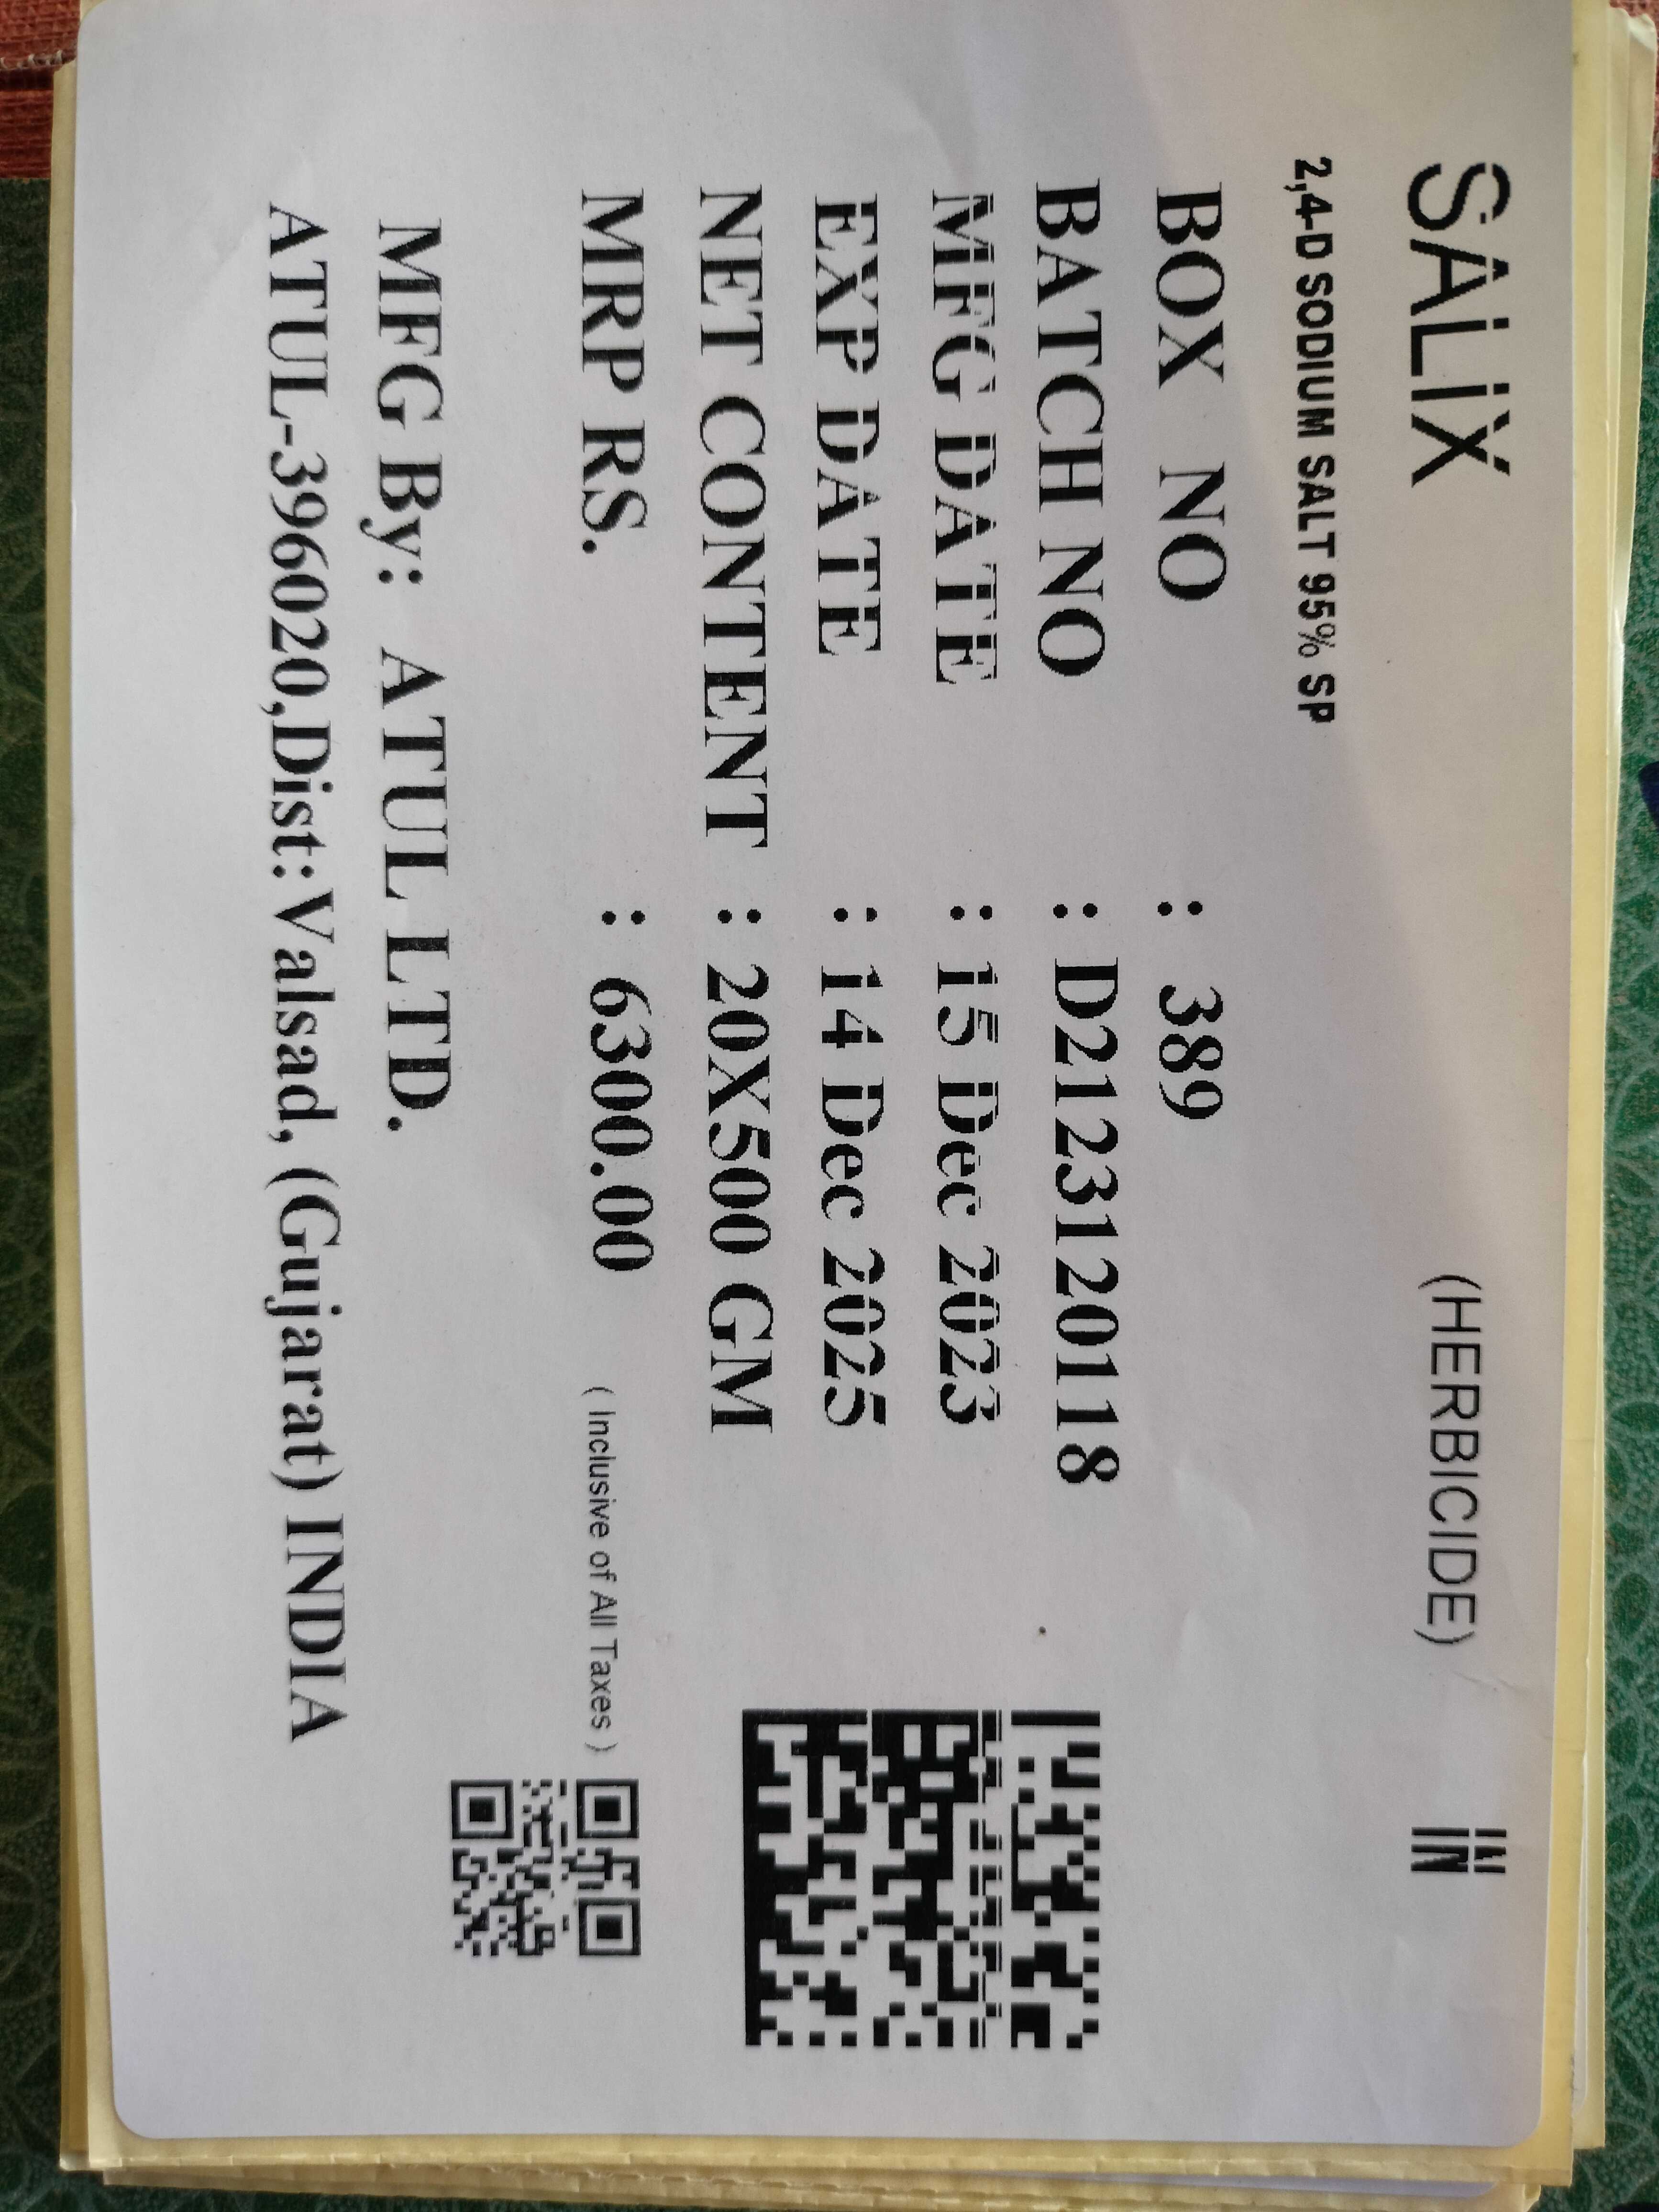 SALIX (HERBICIDE) IN
2,4-D SODIUM SALT 95% SP
BOX NO : 389
BATCH NO : D2123120118
MFG DATE : 15 Dec 2023
EXP DATE : 14 Dec 2025
NET CONTENT : 20X500 GM
MRP RS. : 6300.00 ( Inclusive of All Taxes )
MFG By: ATUL LTD.
ATUL-396020,Dist:Valsad, (Gujarat) INDIA